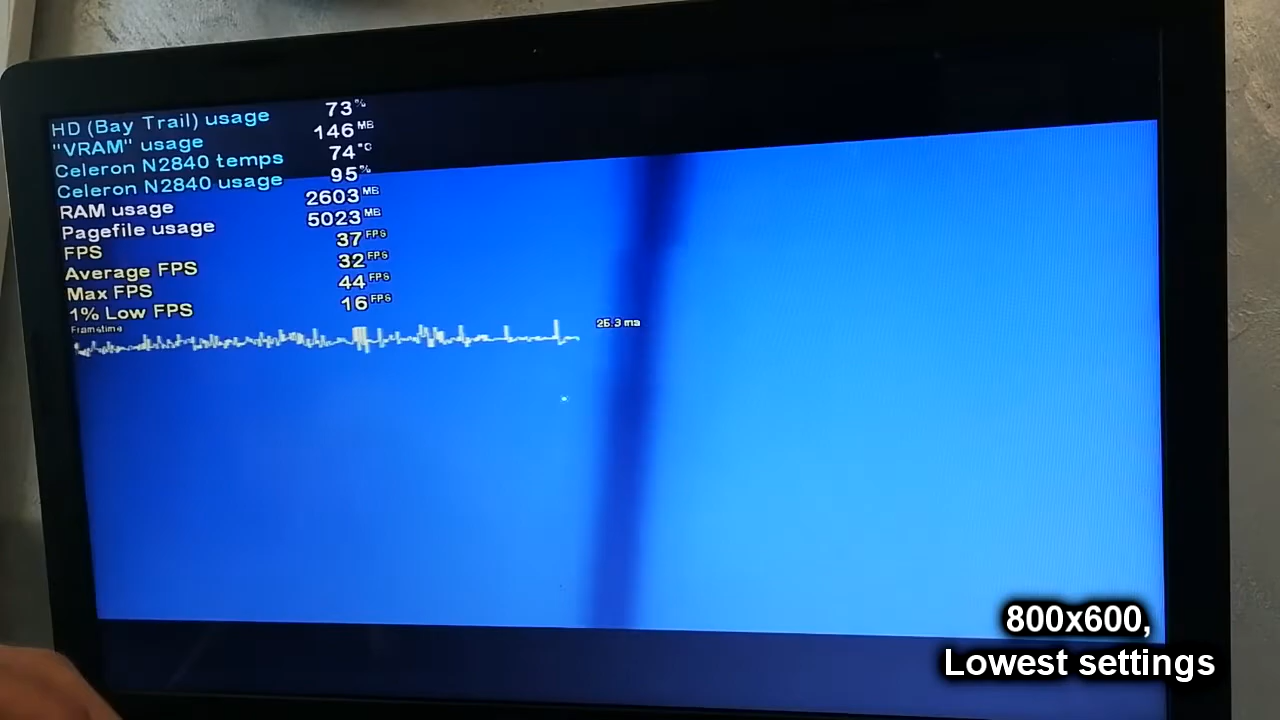 HD (Bay Trail) usage 73%
"VRAM" usage 146 MB
Celeron N2840 temps 74°C
Celeron N2840 usage 95%
RAM usage 2603 MB
Pagefile usage 5023 MB
FPS 37 FPS
Average FPS 32 FPS
Max FPS 44 FPS
1% Low FPS 16 FPS
Frametime
25.3 ms
800x600,
Lowest settings